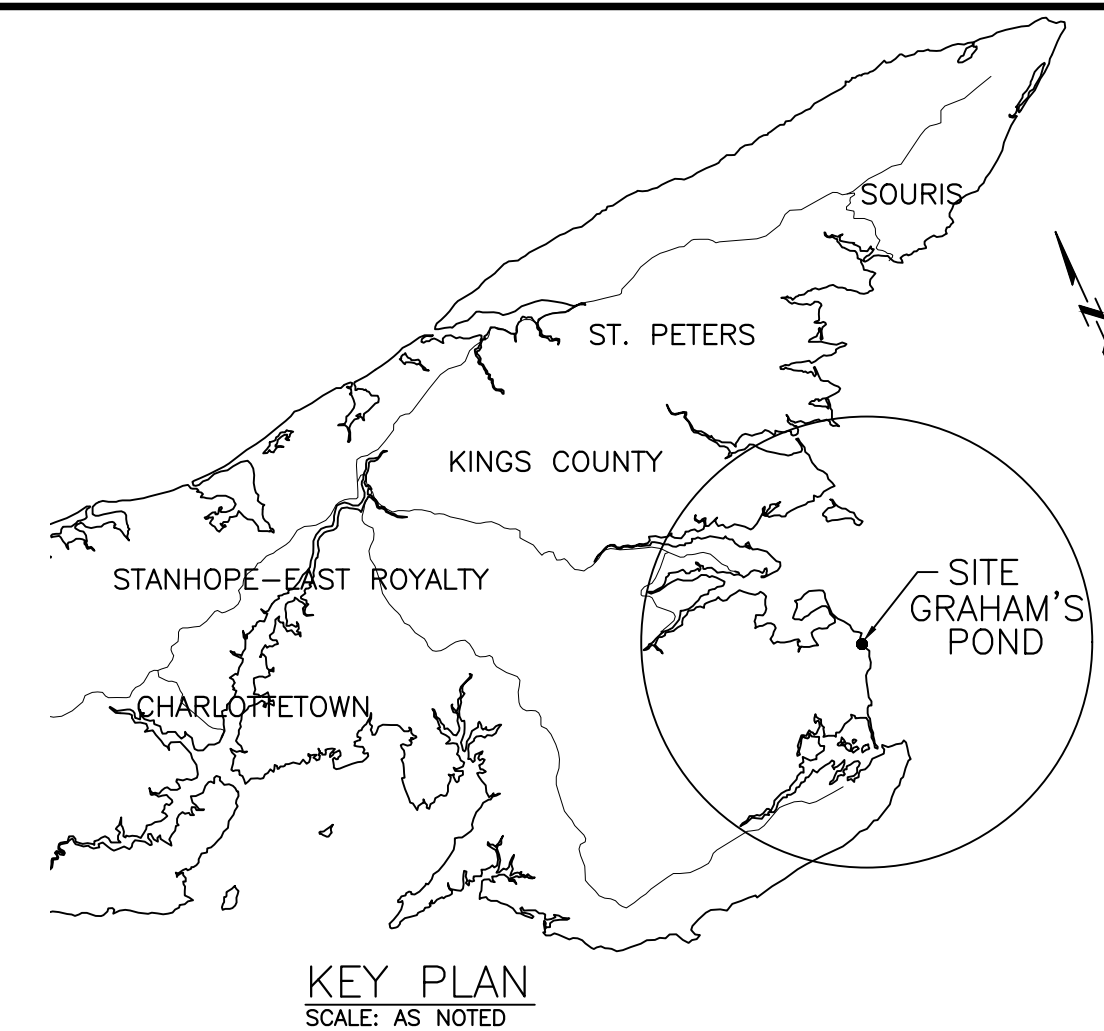 SOURIS
N
ST. PETERS
KINGS COUNTY
STANHOPE-EAST ROYALTY
SITE
GRAHAM'S
POND
CHARLOTTETOWN
KEY PLAN
SCALE: AS NOTED